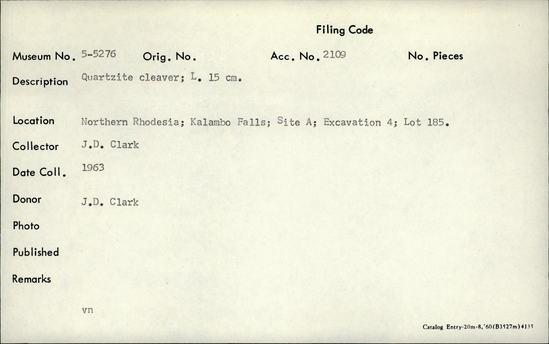 Filing Code
Museum No. 5-5276 Orig. No. Acc. No. 2109 No. Pieces
Description Quartzite cleaver; L. 15 cm.
Location Northern Rhodesia; Kalambo Falls; Site A; Excavation 4; Lot 185.
Collector J.D. Clark
Date Coll. 1963
Donor J.D. Clark
Photo
Published
Remarks
vn
Catalog Entry-20m-8,'60